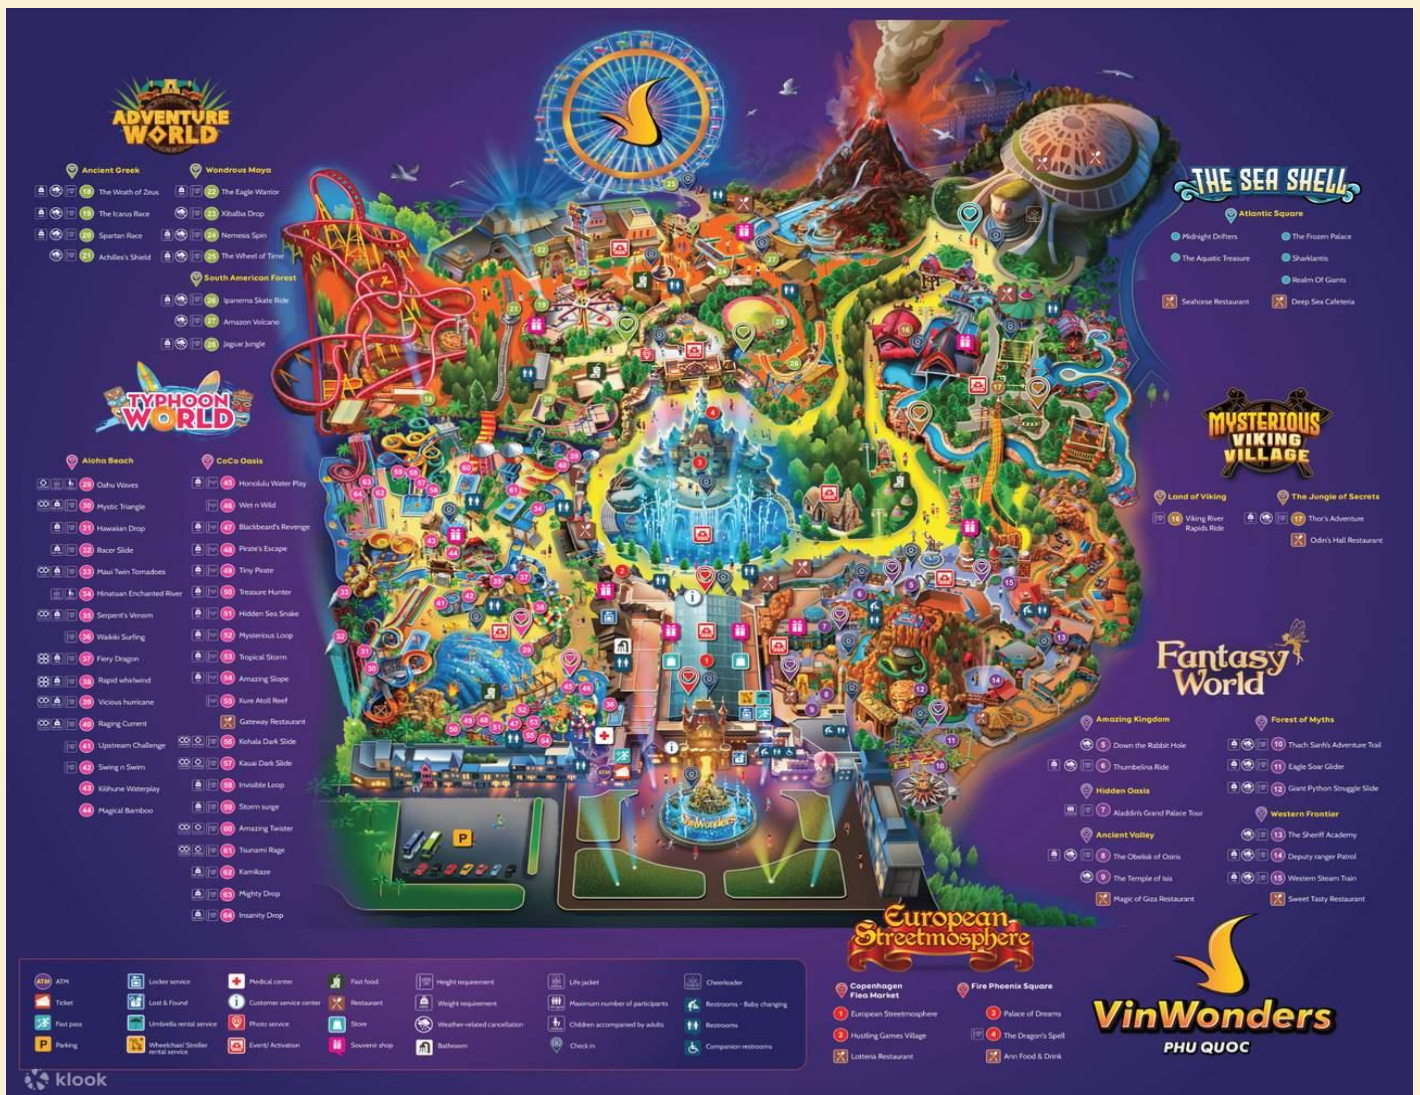 ADVENTURE
WORLD
Ancient Greek
18 The Wrath of Zeus
19 The Icarus Race
20 Spartan Race
21 Achilles's Shield
Wondrous Maya
22 The Eagle Warrior
23 Xibalba Drop
24 Nemesis Spin
25 The Wheel of Time
South American Forest
26 Ipanema Skate Ride
27 Amazon Volcano
28 Jaguar Jungle
TYPHOON
WORLD
Aloha Beach
29 Oahu Waves
30 Mystic Triangle
31 Hawaiian Drop
32 Racer Slide
33 Maui Twin Tornadoes
34 Hinatuan Enchanted River
35 Serpent's Venom
36 Waikiki Surfing
37 Fiery Dragon
38 Rapid whirlwind
39 Vicious hurricane
40 Raging Current
41 Upstream Challenge
42 Swing n Swim
43 Kilihune Waterplay
44 Magical Bamboo
CoCo Oasis
45 Honolulu Water Play
46 Wet n Wild
47 Blackbeard's Revenge
48 Pirate's Escape
49 Tiny Pirate
50 Treasure Hunter
51 Hidden Sea Snake
52 Mysterious Loop
53 Tropical Storm
54 Amazing Slope
55 Kure Atoll Reef
Gateway Restaurant
56 Kohala Dark Slide
57 Kauai Dark Slide
58 Invisible Loop
59 Storm surge
60 Amazing Twister
61 Tsunami Rage
62 Kamikaze
63 Mighty Drop
64 Insanity Drop
THE SEA SHELL
Atlantic Square
Midnight Drifters
The Aquatic Treasure
The Frozen Palace
Sharklantis
Realm Of Giants
Seahorse Restaurant
Deep Sea Cafeteria
MYSTERIOUS
VIKING
VILLAGE
Land of Viking
16 Viking River
Rapids Ride
The Jungle of Secrets
17 Thor's Adventure
Odin's Hall Restaurant
Fantasy
World
Amazing Kingdom
5 Down the Rabbit Hole
6 Thumbelina Ride
Hidden Oasis
7 Aladdin's Grand Palace Tour
Ancient Valley
8 The Obelisk of Osiris
9 The Temple of Isis
Magic of Giza Restaurant
Forest of Myths
10 Thach Sanh's Adventure Trail
11 Eagle Soar Glider
12 Giant Python Struggle Slide
Western Frontier
13 The Sheriff Academy
14 Deputy ranger Patrol
15 Western Steam Train
Sweet Tasty Restaurant
VinWonders
European
Streetmosphere
Copenhagen
Flea Market
1 European Streetmosphere
2 Hustling Games Village
Lotteria Restaurant
Fire Phoenix Square
3 Palace of Dreams
4 The Dragon's Spell
Ann Food & Drink
VinWonders
PHU QUOC
ATM ATM
Ticket
Fast pass
P Parking
Locker service
Lost & Found
Umbrella rental service
Wheelchair/ Stroller
rental service
Medical center
Customer service center
Photo service
Event/ Activation
Fast food
Restaurant
Store
Souvenir shop
Height requirement
Weight requirement
Weather-related cancellation
Bathroom
Life jacket
Maximum number of participants
Children accompanied by adults
Check in
Cheerleader
Restrooms - Baby changing
Restrooms
Companion restrooms
klook